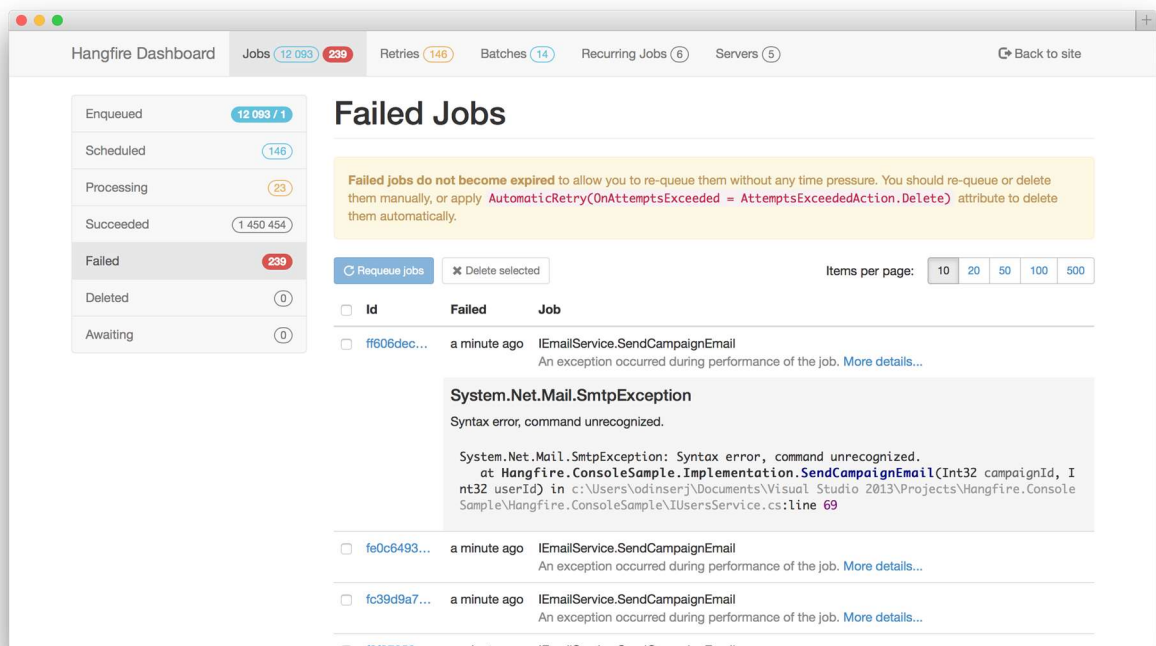 Hangfire Dashboard Jobs 12 093 239 Retries 146 Batches 14 Recurring Jobs 6 Servers 5 Back to site
Enqueued 12 093 / 1
Scheduled 146
Processing 23
Succeeded 1 450 454
Failed 239
Deleted 0
Awaiting 0
Failed Jobs
Failed jobs do not become expired to allow you to re-queue them without any time pressure. You should re-queue or delete
them manually, or apply AutomaticRetry(OnAttemptsExceeded = AttemptsExceededAction.Delete) attribute to delete
them automatically.
Requeue jobs Delete selected Items per page: 10 20 50 100 500
Id Failed Job
ff606dec... a minute ago IEmailService.SendCampaignEmail
An exception occurred during performance of the job. More details...
System.Net.Mail.SmtpException
Syntax error, command unrecognized.
System.Net.Mail.SmtpException: Syntax error, command unrecognized.
at Hangfire.ConsoleSample.Implementation.SendCampaignEmail(Int32 campaignId, I
nt32 userId) in c:\Users\odinserj\Documents\Visual Studio 2013\Projects\Hangfire.Console
Sample\Hangfire.ConsoleSample\IUsersService.cs:line 69
fe0c6493... a minute ago IEmailService.SendCampaignEmail
An exception occurred during performance of the job. More details...
fc39d9a7... a minute ago IEmailService.SendCampaignEmail
An exception occurred during performance of the job. More details...